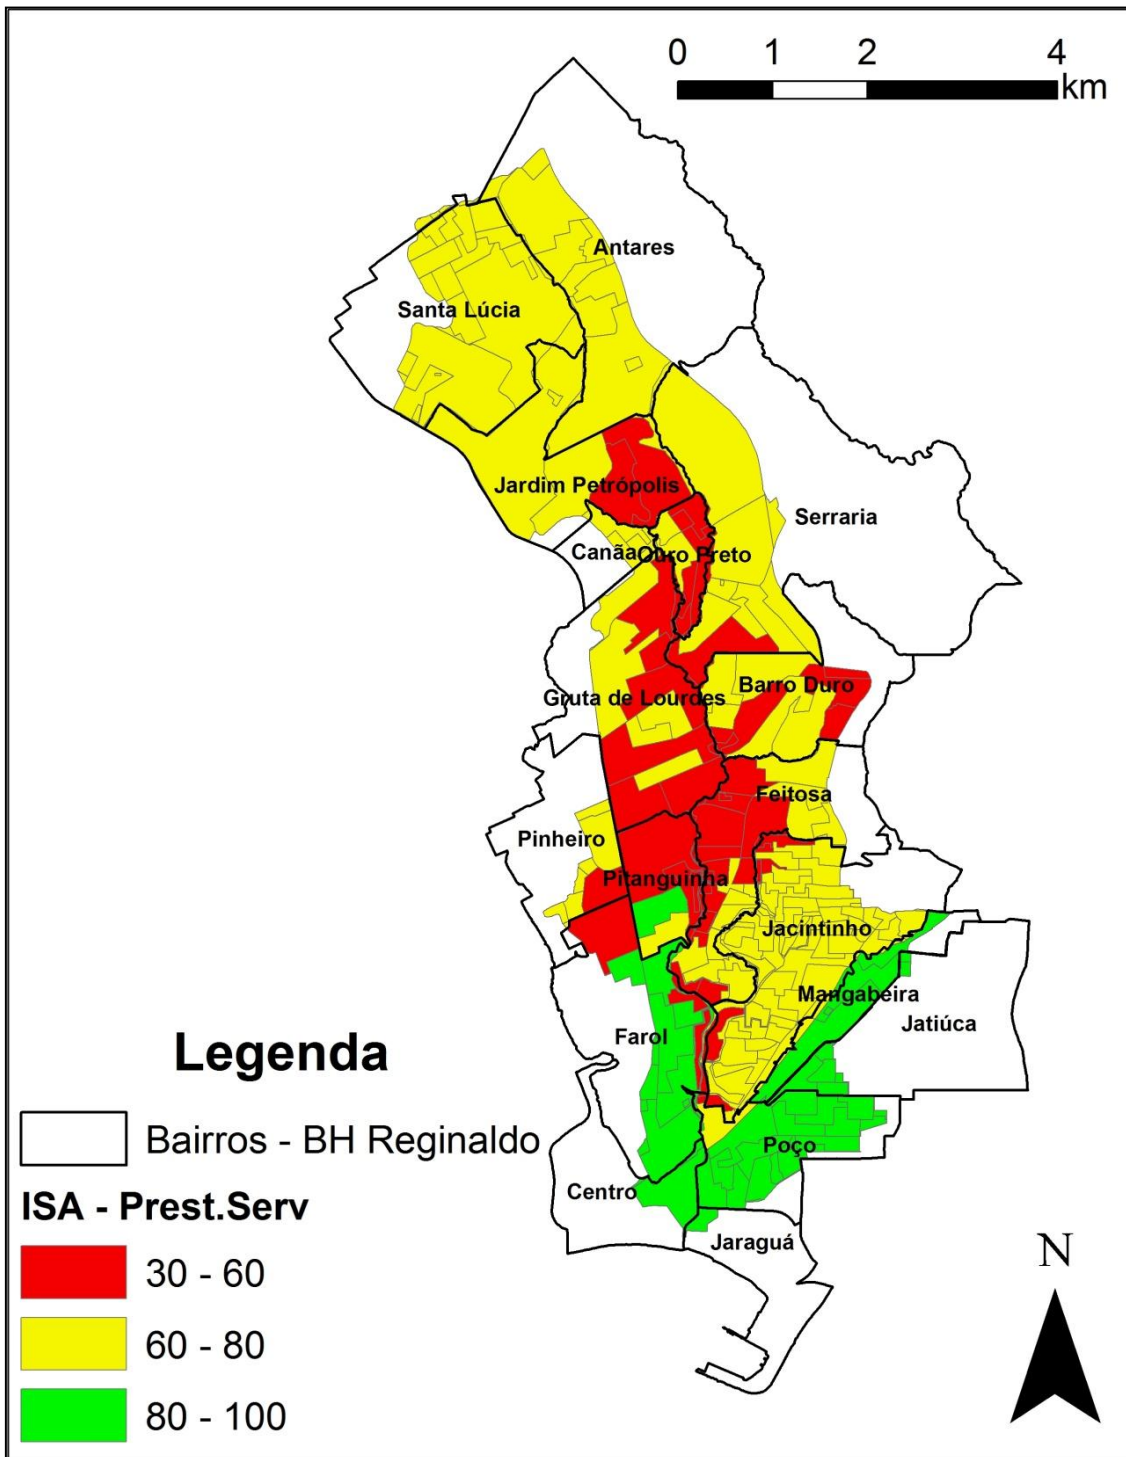 0 1 2 4
km
Antares
Santa Lúcia
Jardim Petrópolis
Serraria
Canãa
Ouro Preto
Barro Duro
Gruta de Lourdes
Feitosa
Pinheiro
Pitanguinha
Jacintinho
Mangabeira
Jatiúca
Farol
Poço
Centro
Jaraguá
Legenda
Bairros - BH Reginaldo
ISA - Prest.Serv
30 - 60
60 - 80
80 - 100
N